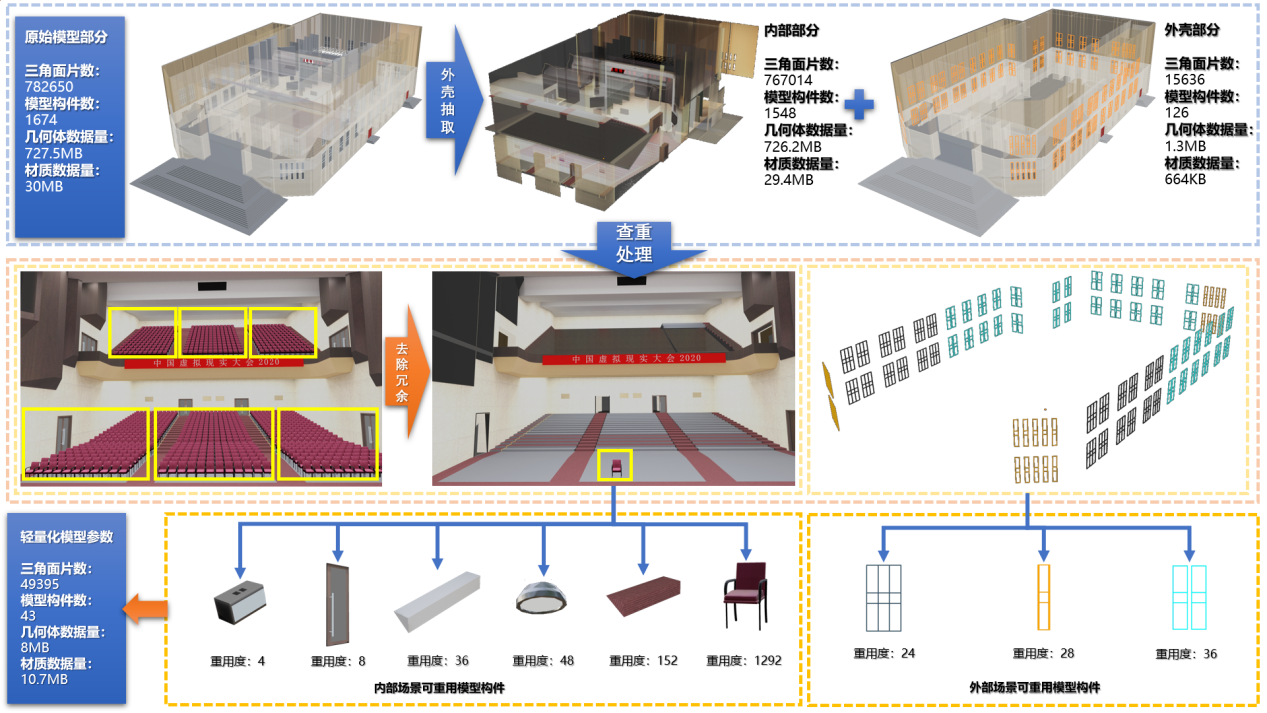 原始模型部分
三角面片数：
782650
模型构件数：
1674
几何体数据量：
727.5MB
材质数据量：
30MB
外壳抽取
内部部分
三角面片数：
767014
模型构件数：
1548
几何体数据量：
726.2MB
材质数据量：
29.4MB
外壳部分
三角面片数：
15636
模型构件数：
126
几何体数据量：
1.3MB
材质数据量：
664KB
查重
处理
中国虚拟现实大会2020
去除冗余
中国虚拟现实大会2020
轻量化模型参数
三角面片数：
49395
模型构件数：
43
几何体数据量：
8MB
材质数据量：
10.7MB
重用度：4
重用度：8
重用度：36
重用度：48
重用度：152
重用度：1292
内部场景可重用模型构件
重用度：24
重用度：28
重用度：36
外部场景可重用模型构件